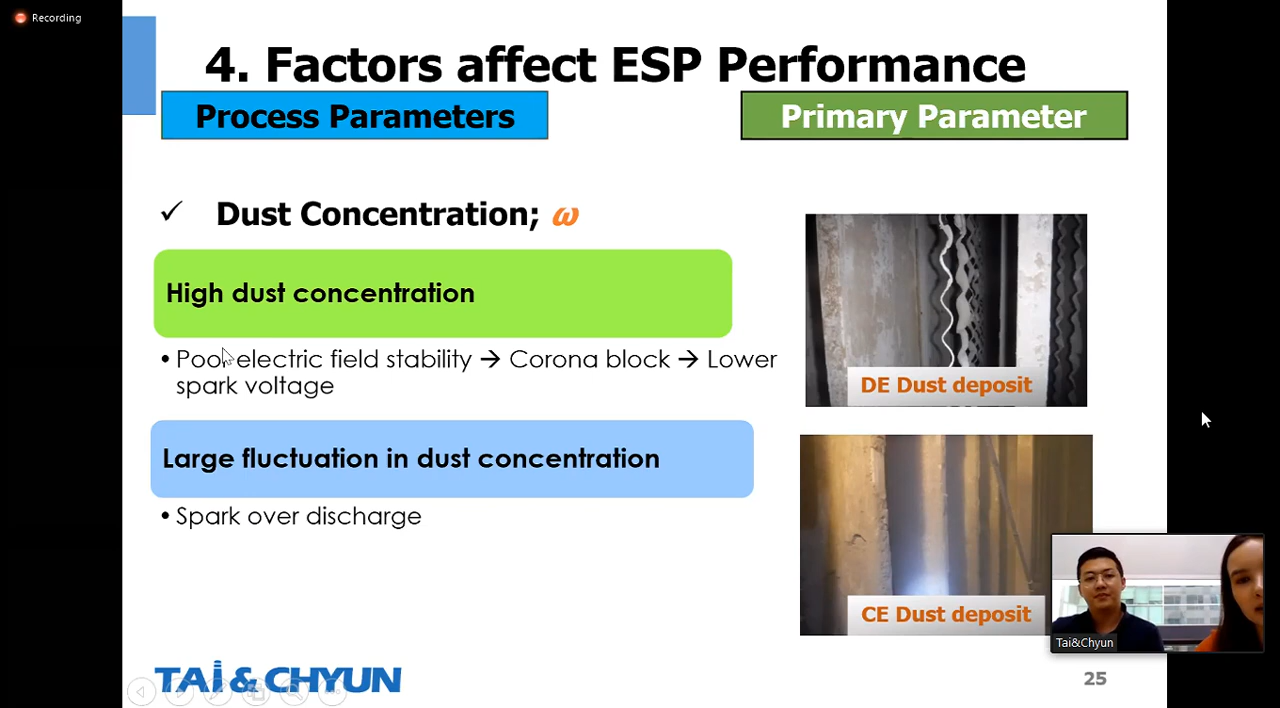 Recording
4. Factors affect ESP Performance
Process Parameters
Primary Parameter
✓ Dust Concentration; ω
High dust concentration
• Poor electric field stability → Corona block → Lower
spark voltage
Large fluctuation in dust concentration
• Spark over discharge
DE Dust deposit
CE Dust deposit
Tai&Chyun
TAI & CHYUN
25